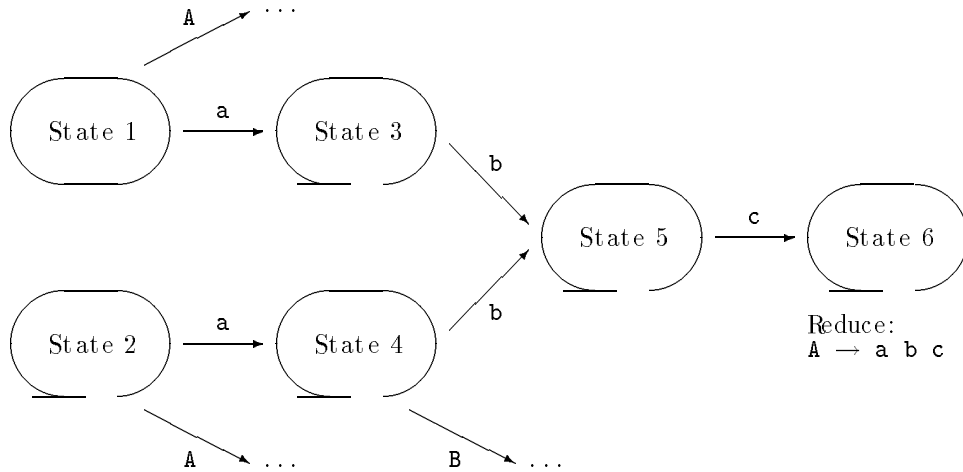 A ...
a
State 1
State 3
b
c
State 5
State 6
b
Reduce:
A → a b c
a
State 2
State 4
A ...
B ...